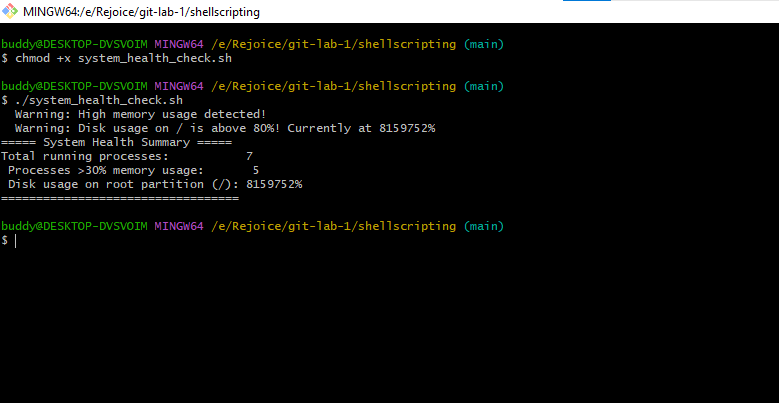 MINGW64:/e/Rejoice/git-lab-1/shellscripting
buddy@DESKTOP-DVSVOIM MINGW64 /e/Rejoice/git-lab-1/shellscripting (main)
$ chmod +x system_health_check.sh
buddy@DESKTOP-DVSVOIM MINGW64 /e/Rejoice/git-lab-1/shellscripting (main)
$ ./system_health_check.sh
  Warning: High memory usage detected!
  Warning: Disk usage on / is above 80%! Currently at 8159752%
===== System Health Summary =====
Total running processes:           7
 Processes >30% memory usage:       5
 Disk usage on root partition (/): 8159752%
==================================
buddy@DESKTOP-DVSVOIM MINGW64 /e/Rejoice/git-lab-1/shellscripting (main)
$